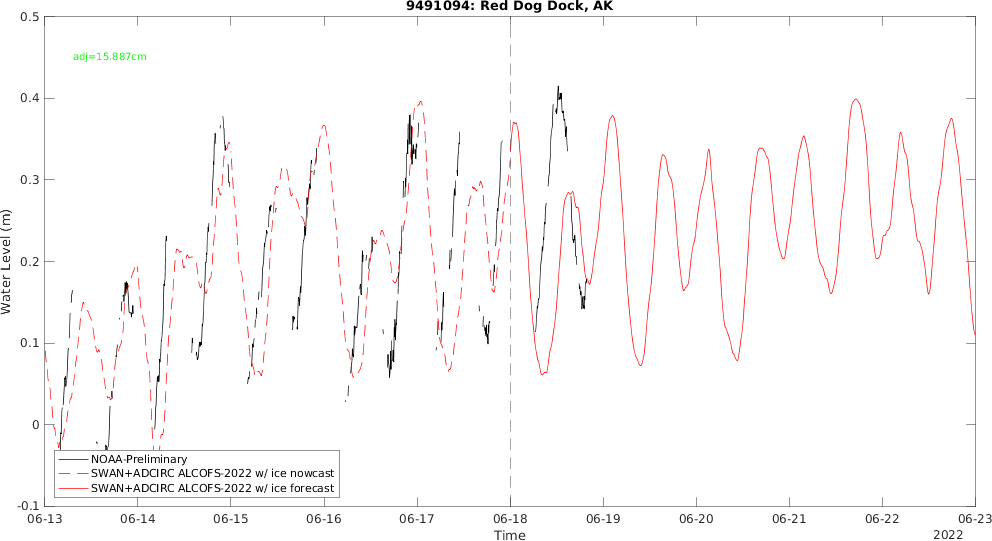 9491094: Red Dog Dock, AK
adj=15.887cm
Water Level (m)
0.5
0.4
0.3
0.2
0.1
0
-0.1
NOAA-Preliminary
SWAN+ADCIRC ALCOFS-2022 w/ ice nowcast
SWAN+ADCIRC ALCOFS-2022 w/ ice forecast
06-13 06-14 06-15 06-16 06-17 06-18 06-19 06-20 06-21 06-22 06-23
Time
2022